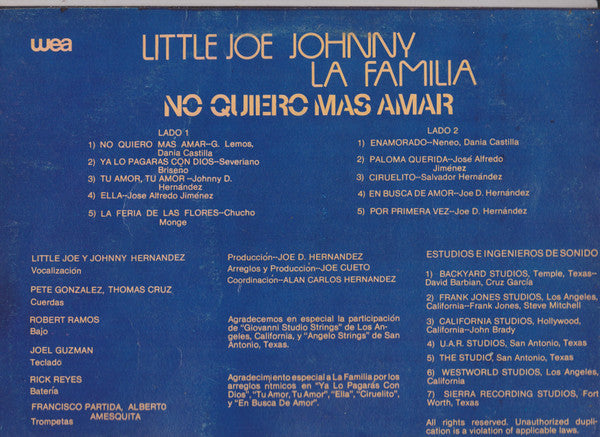 wea
LITTLE JOE JOHNNY
LA FAMILIA
NO QUIERO MAS AMAR
LADO 1
1) NO QUIERO MAS AMAR--G. Lemos,
Dania Castilla
2) YA LO PAGARAS CON DIOS--Severiano
Briseno
3) TU AMOR, TU AMOR--Johnny D.
Hernández
4) ELLA--Jose Alfredo Jiménez
5) LA FERIA DE LAS FLORES--Chucho
Monge
LADO 2
1) ENAMORADO--Neneo, Dania Castilla
2) PALOMA QUERIDA--José Alfredo
Jiménez
3) CIRUELITO--Salvador Hernández
4) EN BUSCA DE AMOR--Joe D. Hernández
5) POR PRIMERA VEZ--Joe D. Hernández
LITTLE JOE Y JOHNNY HERNANDEZ
Vocalización
PETE GONZALEZ, THOMAS CRUZ
Cuerdas
ROBERT RAMOS
Bajo
JOEL GUZMAN
Teclado
RICK REYES
Batería
FRANCISCO PARTIDA, ALBERTO
AMESQUITA
Trompetas
Producción--JOE D. HERNANDEZ
Arreglos y Producción--JOE CUETO
Coordinación--ALAN CARLOS HERNANDEZ
Agradecemos en especial la participación
de "Giovanni Studio Strings" de Los An-
geles, California, y "Angelo Strings" de San
Antonio, Texas.
Agradecimiento especial a La Familia por los
arreglos rítmicos en "Ya Lo Pagarás Con
Dios", "Tu Amor, Tu Amor", "Ella", "Ciruelito",
y "En Busca De Amor".
ESTUDIOS E INGENIEROS DE SONIDO
1) BACKYARD STUDIOS, Temple, Texas--
David Barbian, Cruz García
2) FRANK JONES STUDIOS, Los Angeles,
California--Frank Jones, Steve Mitchell
3) CALIFORNIA STUDIOS, Hollywood,
California--John Brady
4) U.A.R. STUDIOS, San Antonio, Texas
5) THE STUDIO, San Antonio, Texas
6) WESTWORLD STUDIOS, Los Angeles,
California
7) SIERRA RECORDING STUDIOS, Fort
Worth, Texas
All rights reserved. Unauthorized dupli-
cation is a violation of applicable laws.